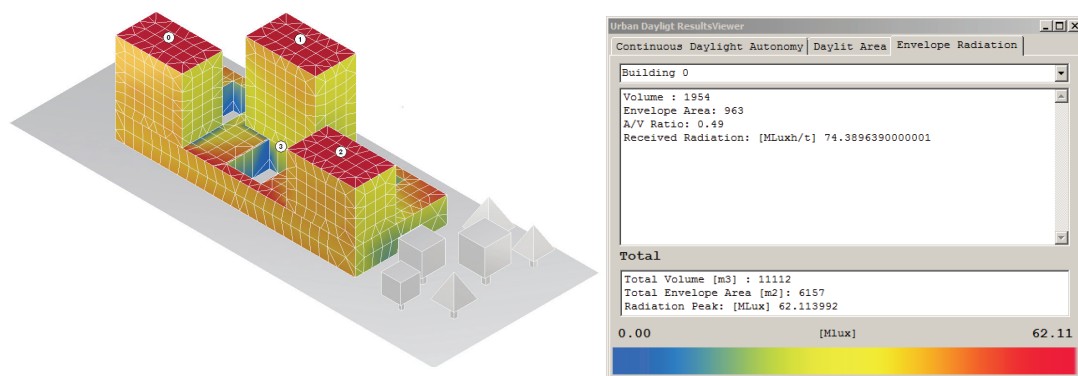 0
1
2
3
Urban Dayligt ResultsViewer
Continuous Daylight Autonomy Daylit Area Envelope Radiation
Building 0
Volume : 1954
Envelope Area: 963
A/V Ratio: 0.49
Received Radiation: [MLuxh/t] 74.3896390000001
Total
Total Volume [m3] : 11112
Total Envelope Area [m2]: 6157
Radiation Peak: [MLux] 62.113992
0.00 [Mlux] 62.11